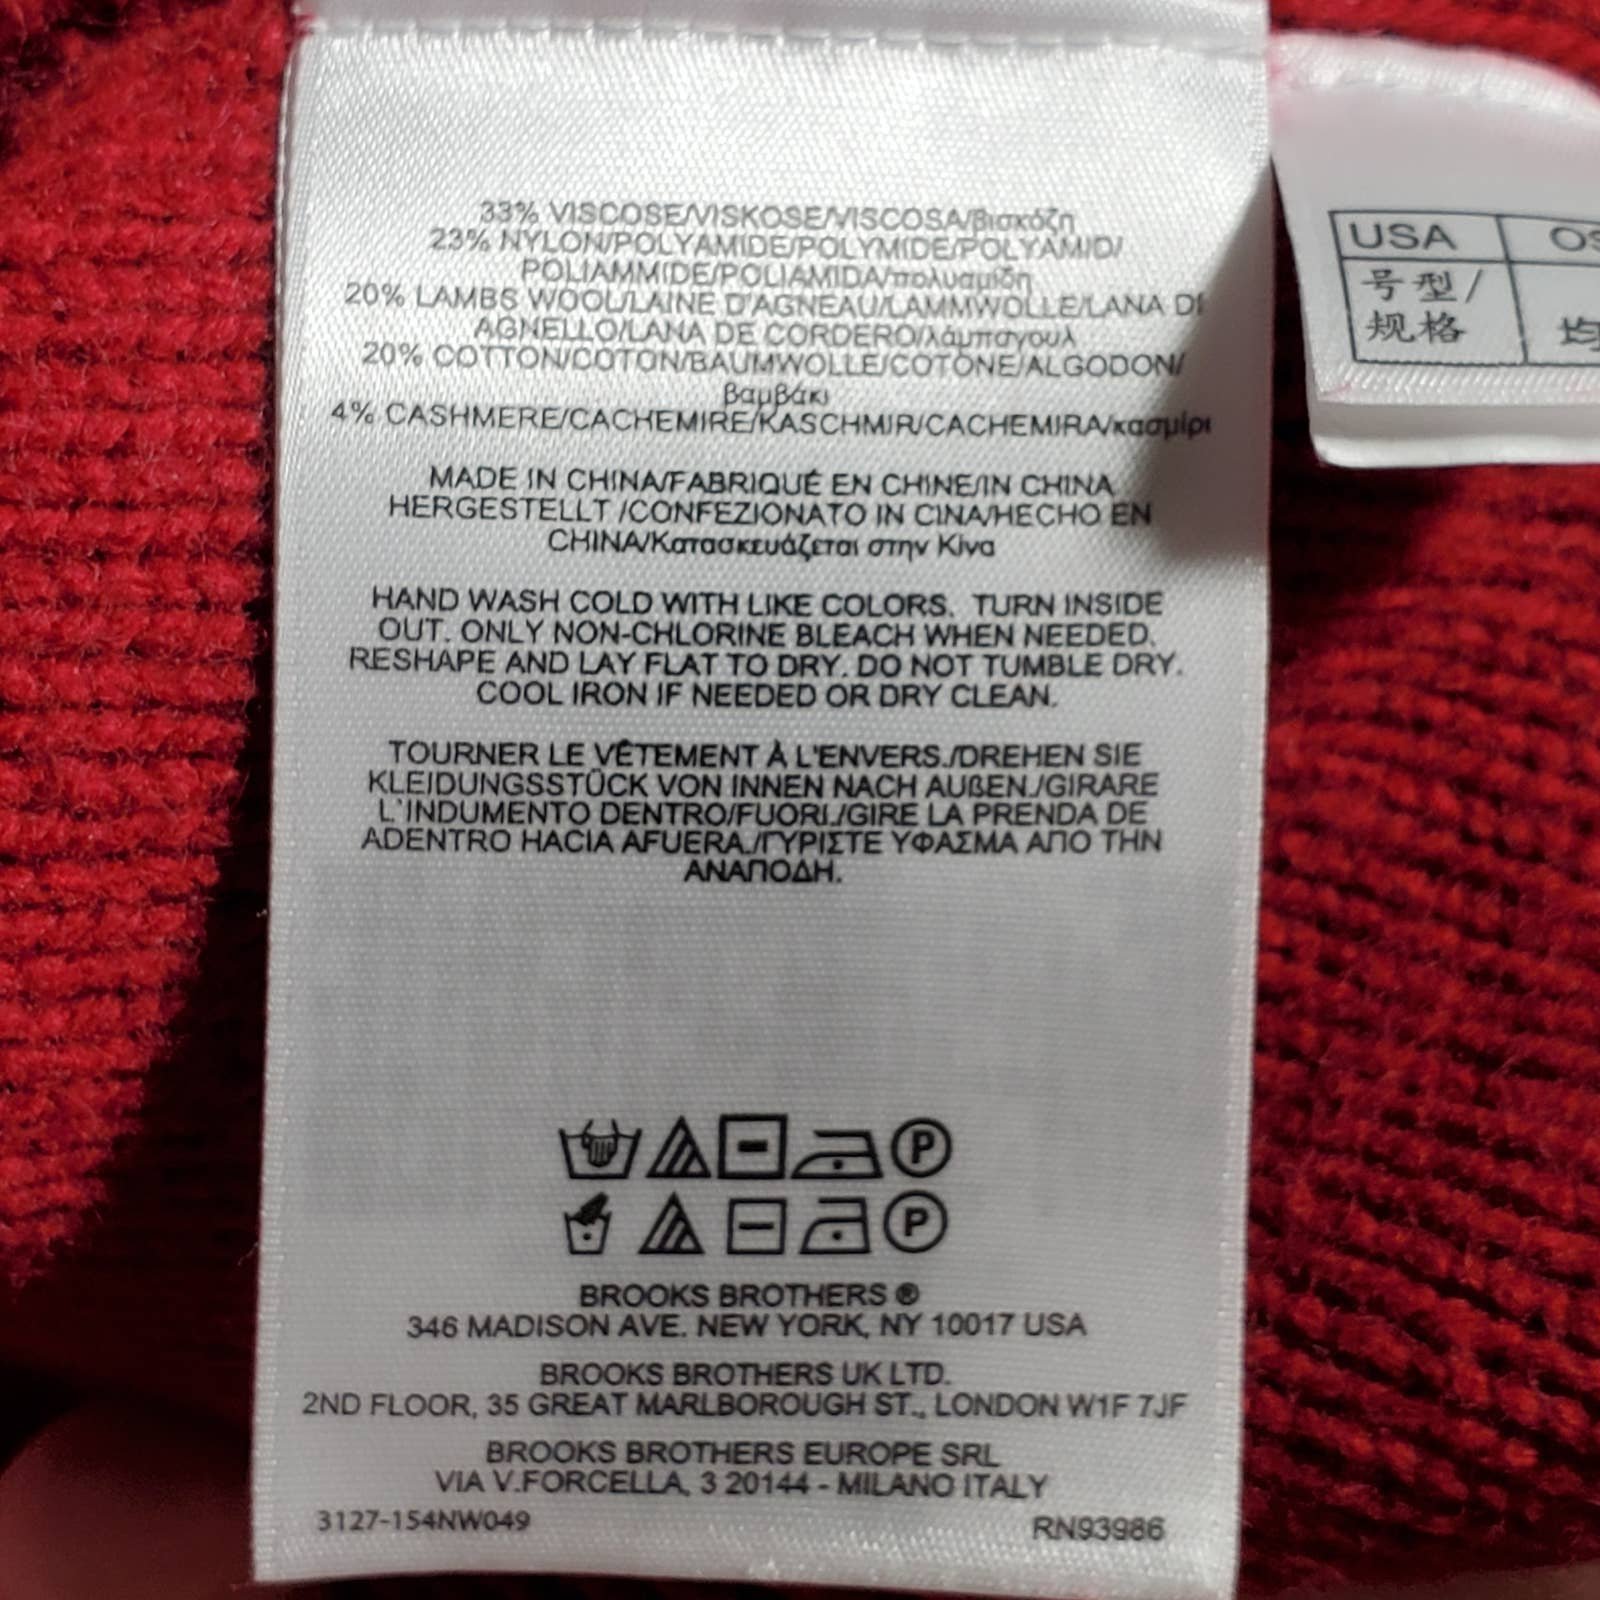 33% VISCOSE/VISKOSE/VISCOSA/βισκόζη
23% NYLON/POLYAMIDE/POLYMIDE/POLYAMID/
POLIAMMIDE/POLIAMIDA/πολυαμίδη
20% LAMBS WOOL/LAINE D'AGNEAU/LAMMWOLLE/LANA DI
AGNELLO/LANA DE CORDERO/λάμπαγουλ
20% COTTON/COTON/BAUMWOLLE/COTONE/ALGODON/
βαμβάκι
4% CASHMERE/CACHEMIRE/KASCHMIR/CACHEMIRA/κασμίρι
MADE IN CHINA/FABRIQUÉ EN CHINE/IN CHINA
HERGESTELLT /CONFEZIONATO IN CINA/HECHO EN
CHINA/Κατασκευάζεται στην Κίνα
HAND WASH COLD WITH LIKE COLORS. TURN INSIDE
OUT. ONLY NON-CHLORINE BLEACH WHEN NEEDED.
RESHAPE AND LAY FLAT TO DRY. DO NOT TUMBLE DRY.
COOL IRON IF NEEDED OR DRY CLEAN.
TOURNER LE VÊTEMENT À L'ENVERS./DREHEN SIE
KLEIDUNGSSTÜCK VON INNEN NACH AUßEN./GIRARE
L'INDUMENTO DENTRO/FUORI./GIRE LA PRENDA DE
ADENTRO HACIA AFUERA./ΓΥΡΙΣΤΕ ΥΦΑΣΜΑ ΑΠΟ ΤΗΝ
ΑΝΑΠΟΔΗ.
P
P
BROOKS BROTHERS ®
346 MADISON AVE. NEW YORK, NY 10017 USA
BROOKS BROTHERS UK LTD.
2ND FLOOR, 35 GREAT MARLBOROUGH ST., LONDON W1F 7JF
BROOKS BROTHERS EUROPE SRL
VIA V.FORCELLA, 3 20144 - MILANO ITALY
3127-154NW049 RN93986
USA OS
号型/
规格 均